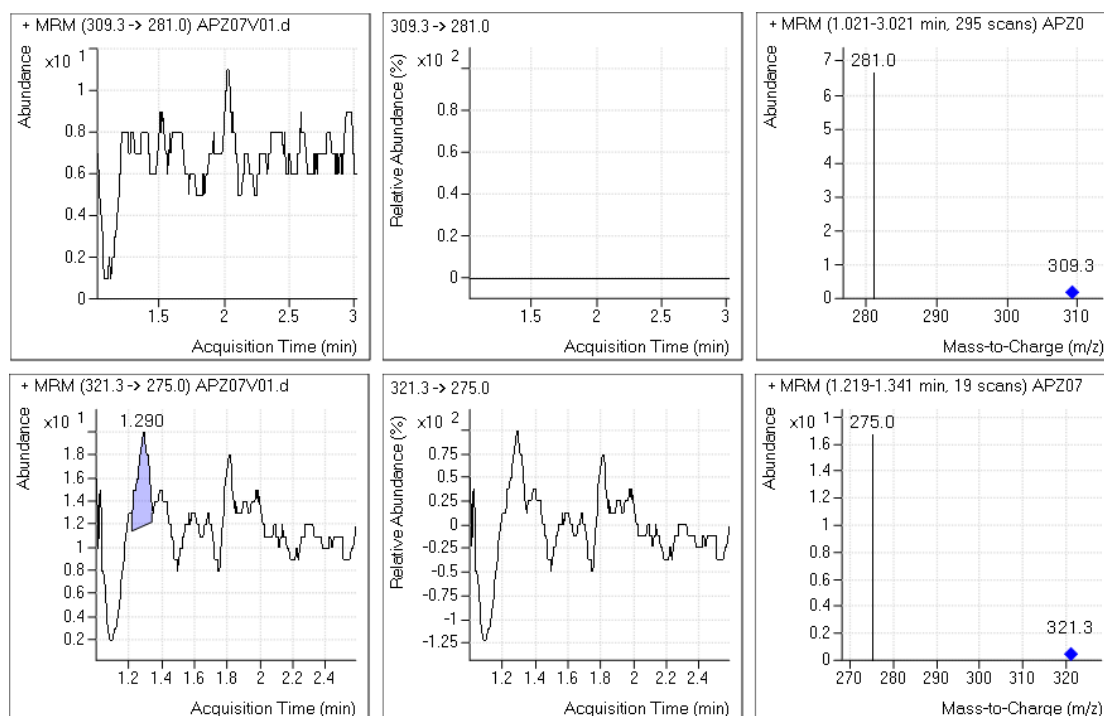 + MRM (309.3 -> 281.0) APZ07V01.d
Abundance
x10 1
1
0.8
0.6
0.4
0.2
0
1.5 2 2.5 3
Acquisition Time (min)
309.3 -> 281.0
Relative Abundance (%)
x10 2
1
0.8
0.6
0.4
0.2
0
1.5 2 2.5 3
Acquisition Time (min)
+ MRM (1.021-3.021 min, 295 scans) APZ0
Abundance
7
6
5
4
3
2
1
0
281.0
309.3
280 290 300 310
Mass-to-Charge (m/z)
+ MRM (321.3 -> 275.0) APZ07V01.d
Abundance
x10 1
1.290
2
1.8
1.6
1.4
1.2
1
0.8
0.6
0.4
0.2
1.2 1.4 1.6 1.8 2 2.2 2.4
Acquisition Time (min)
321.3 -> 275.0
Relative Abundance (%)
x10 2
1
0.75
0.5
0.25
0
-0.25
-0.5
-0.75
-1
-1.25
1.2 1.4 1.6 1.8 2 2.2 2.4
Acquisition Time (min)
+ MRM (1.219-1.341 min, 19 scans) APZ07
Abundance
x10 1
275.0
1.6
1.4
1.2
1
0.8
0.6
0.4
0.2
0
321.3
270 280 290 300 310 320
Mass-to-Charge (m/z)